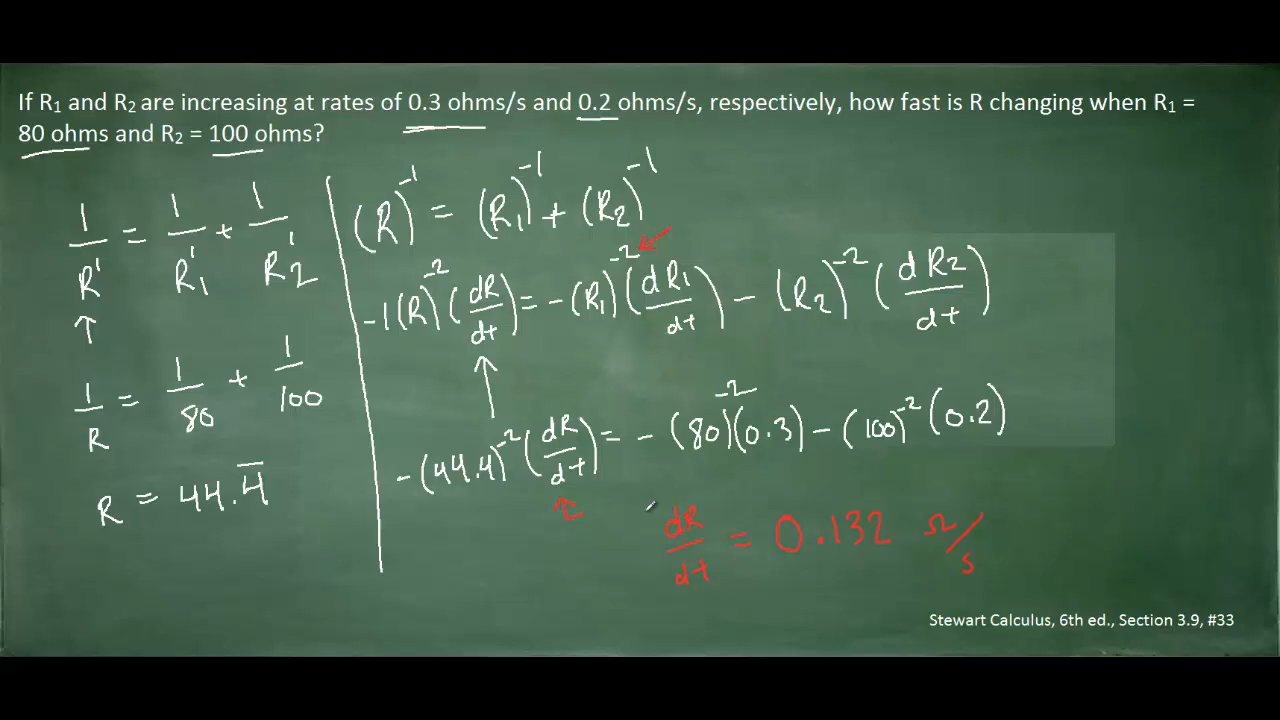 If R₁ and R₂ are increasing at rates of 0.3 ohms/s and 0.2 ohms/s, respectively, how fast is R changing when R₁ =
80 ohms and R₂ = 100 ohms?
1/R¹ = 1/R₁¹ + 1/R₂¹
1/R = 1/80 + 1/100
R = 44.4̅
(R)⁻¹ = (R₁)⁻¹ + (R₂)⁻¹
-1(R)⁻²(dR/dt) = -(R₁)⁻²(dR₁/dt) - (R₂)⁻²(dR₂/dt)
-(44.4)⁻²(dR/dt) = -(80)⁻²(0.3) - (100)⁻²(0.2)
dR/dt = 0.132 Ω/s
Stewart Calculus, 6th ed., Section 3.9, #33